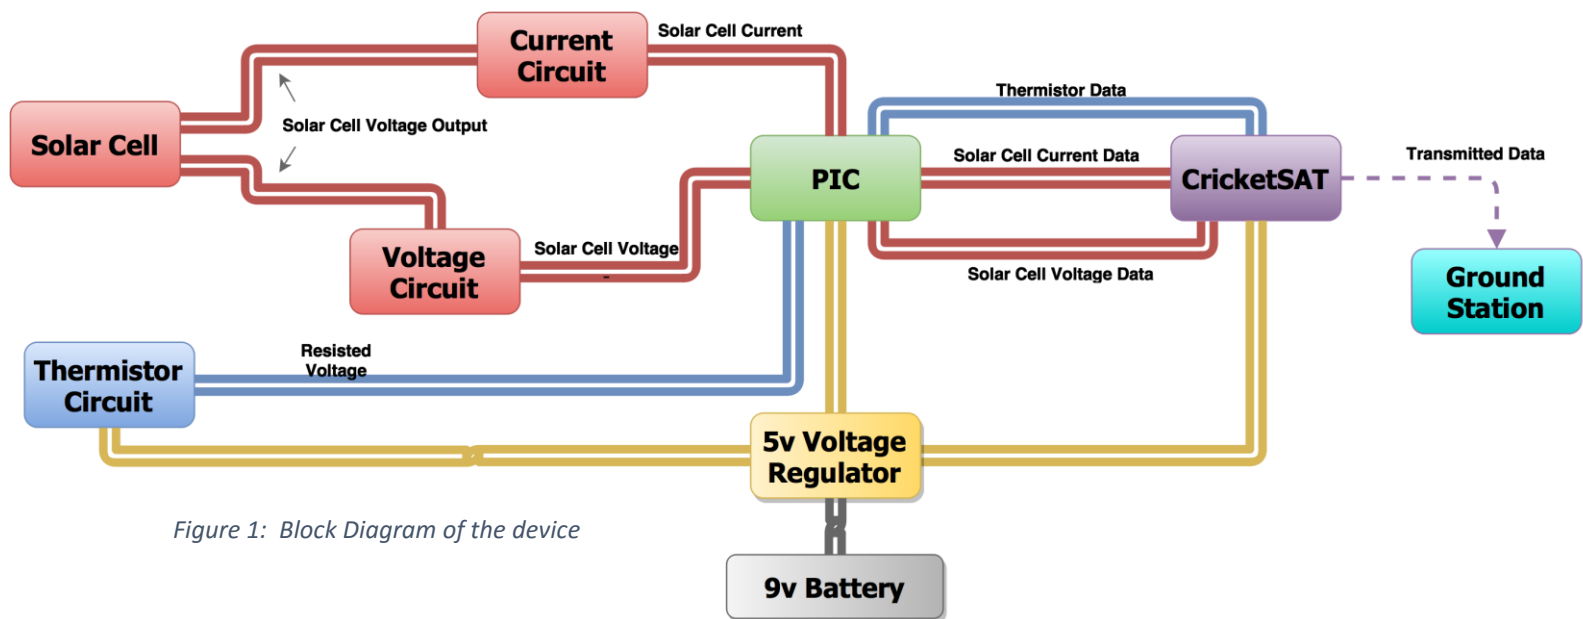 Current
Circuit
Solar Cell Current
Solar Cell
Solar Cell Voltage Output
Thermistor Data
PIC
Solar Cell Current Data
CricketSAT
Transmitted Data
Voltage
Circuit
Solar Cell Voltage
-
Solar Cell Voltage Data
Ground
Station
Thermistor
Circuit
Resisted
Voltage
5v Voltage
Regulator
Figure 1:  Block Diagram of the device
9v Battery